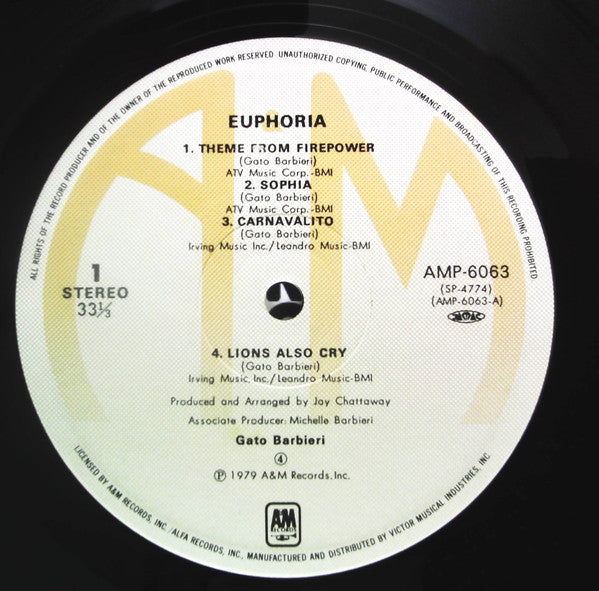 ALL RIGHTS OF THE RECORD PRODUCER AND OF THE OWNER OF THE REPRODUCED WORK RESERVED. UNAUTHORIZED COPYING, PUBLIC PERFORMANCE AND BROADCASTING OF THIS RECORDING PROHIBITED
EUPHORIA
1. THEME FROM FIREPOWER
(Gato Barbieri)
ATV Music Corp.-BMI
2. SOPHIA
(Gato Barbieri)
ATV Music Corp.-BMI
3. CARNAVALITO
(Gato Barbieri)
Irving Music Inc./Leandro Music-BMI
1
STEREO
33⅓
AMP-6063
(SP-4774)
(AMP-6063-A)
4. LIONS ALSO CRY
(Gato Barbieri)
Irving Music, Inc./Leandro Music-BMI
Produced and Arranged by Jay Chattaway
Associate Producer: Michelle Barbieri
Gato Barbieri
④
℗ 1979 A&M Records, Inc.
A&M
RECORDS
LICENSED BY A&M RECORDS, INC./ALFA RECORDS, INC., MANUFACTURED AND DISTRIBUTED BY VICTOR MUSICAL INDUSTRIES, INC.